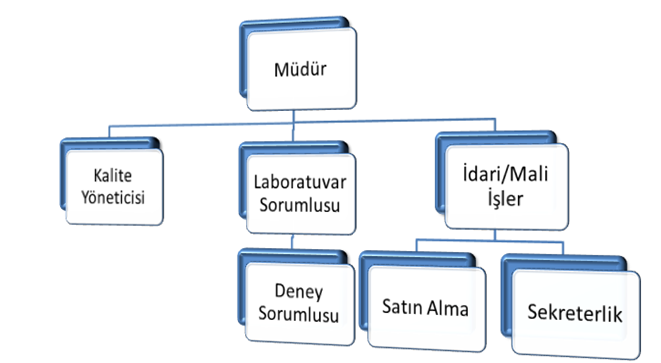 Müdür
Kalite
Yöneticisi
Laboratuvar
Sorumlusu
İdari/Mali
İşler
Deney
Sorumlusu
Satın Alma
Sekreterlik